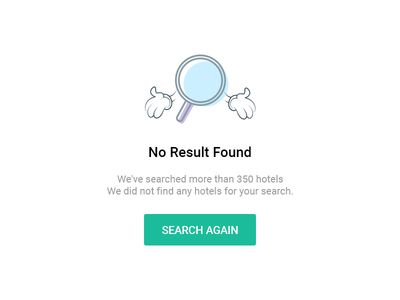 No Result Found
We've searched more than 350 hotels
We did not find any hotels for your search.
SEARCH AGAIN